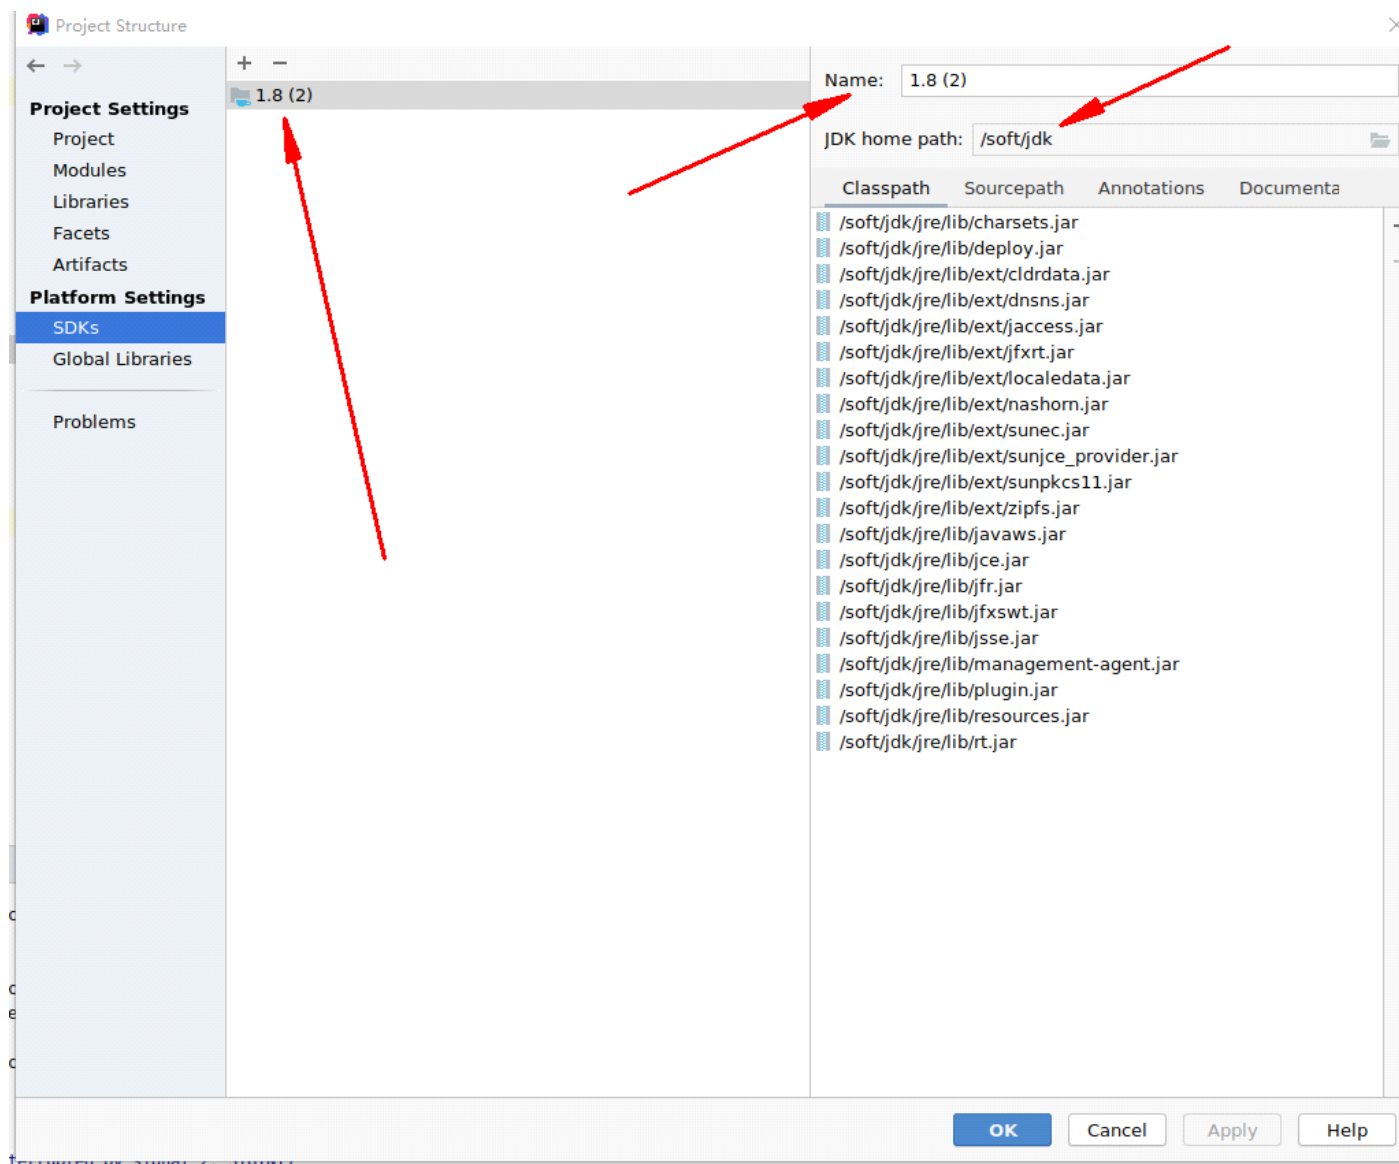 Project Structure
Project Settings
Project
Modules
Libraries
Facets
Artifacts
Platform Settings
SDKs
Global Libraries
Problems
1.8 (2)
Name: 1.8 (2)
JDK home path: /soft/jdk
Classpath Sourcepath Annotations Documenta
/soft/jdk/jre/lib/charsets.jar
/soft/jdk/jre/lib/deploy.jar
/soft/jdk/jre/lib/ext/cldrdata.jar
/soft/jdk/jre/lib/ext/dnsns.jar
/soft/jdk/jre/lib/ext/jaccess.jar
/soft/jdk/jre/lib/ext/jfxrt.jar
/soft/jdk/jre/lib/ext/localedata.jar
/soft/jdk/jre/lib/ext/nashorn.jar
/soft/jdk/jre/lib/ext/sunec.jar
/soft/jdk/jre/lib/ext/sunjce_provider.jar
/soft/jdk/jre/lib/ext/sunpkcs11.jar
/soft/jdk/jre/lib/ext/zipfs.jar
/soft/jdk/jre/lib/javaws.jar
/soft/jdk/jre/lib/jce.jar
/soft/jdk/jre/lib/jfr.jar
/soft/jdk/jre/lib/jfxswt.jar
/soft/jdk/jre/lib/jsse.jar
/soft/jdk/jre/lib/management-agent.jar
/soft/jdk/jre/lib/plugin.jar
/soft/jdk/jre/lib/resources.jar
/soft/jdk/jre/lib/rt.jar
OK Cancel Apply Help